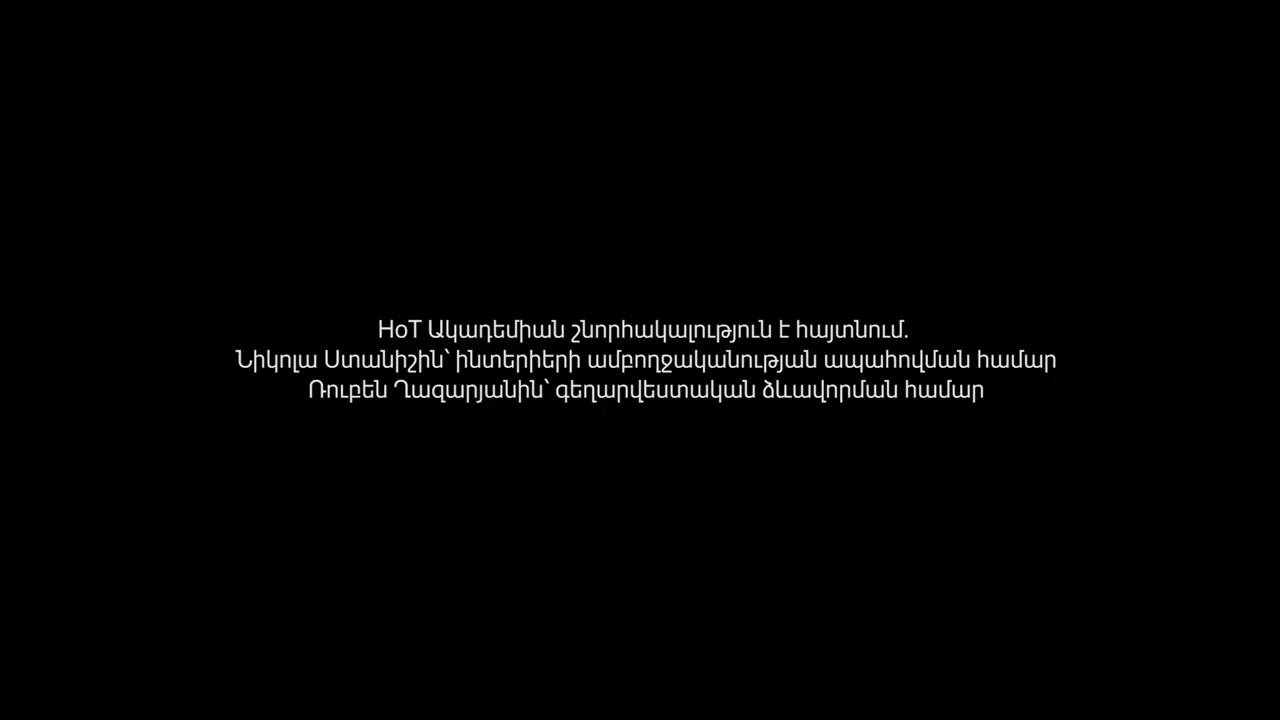 HoT Ակադեմիան շնորհակալություն է հայտնում.
Նիկոլա Ստանիշին՝ ինտերիերի ամբողջականության ապահովման համար
Ռուբեն Ղազարյանին՝ գեղարվեստական ձևավորման համար